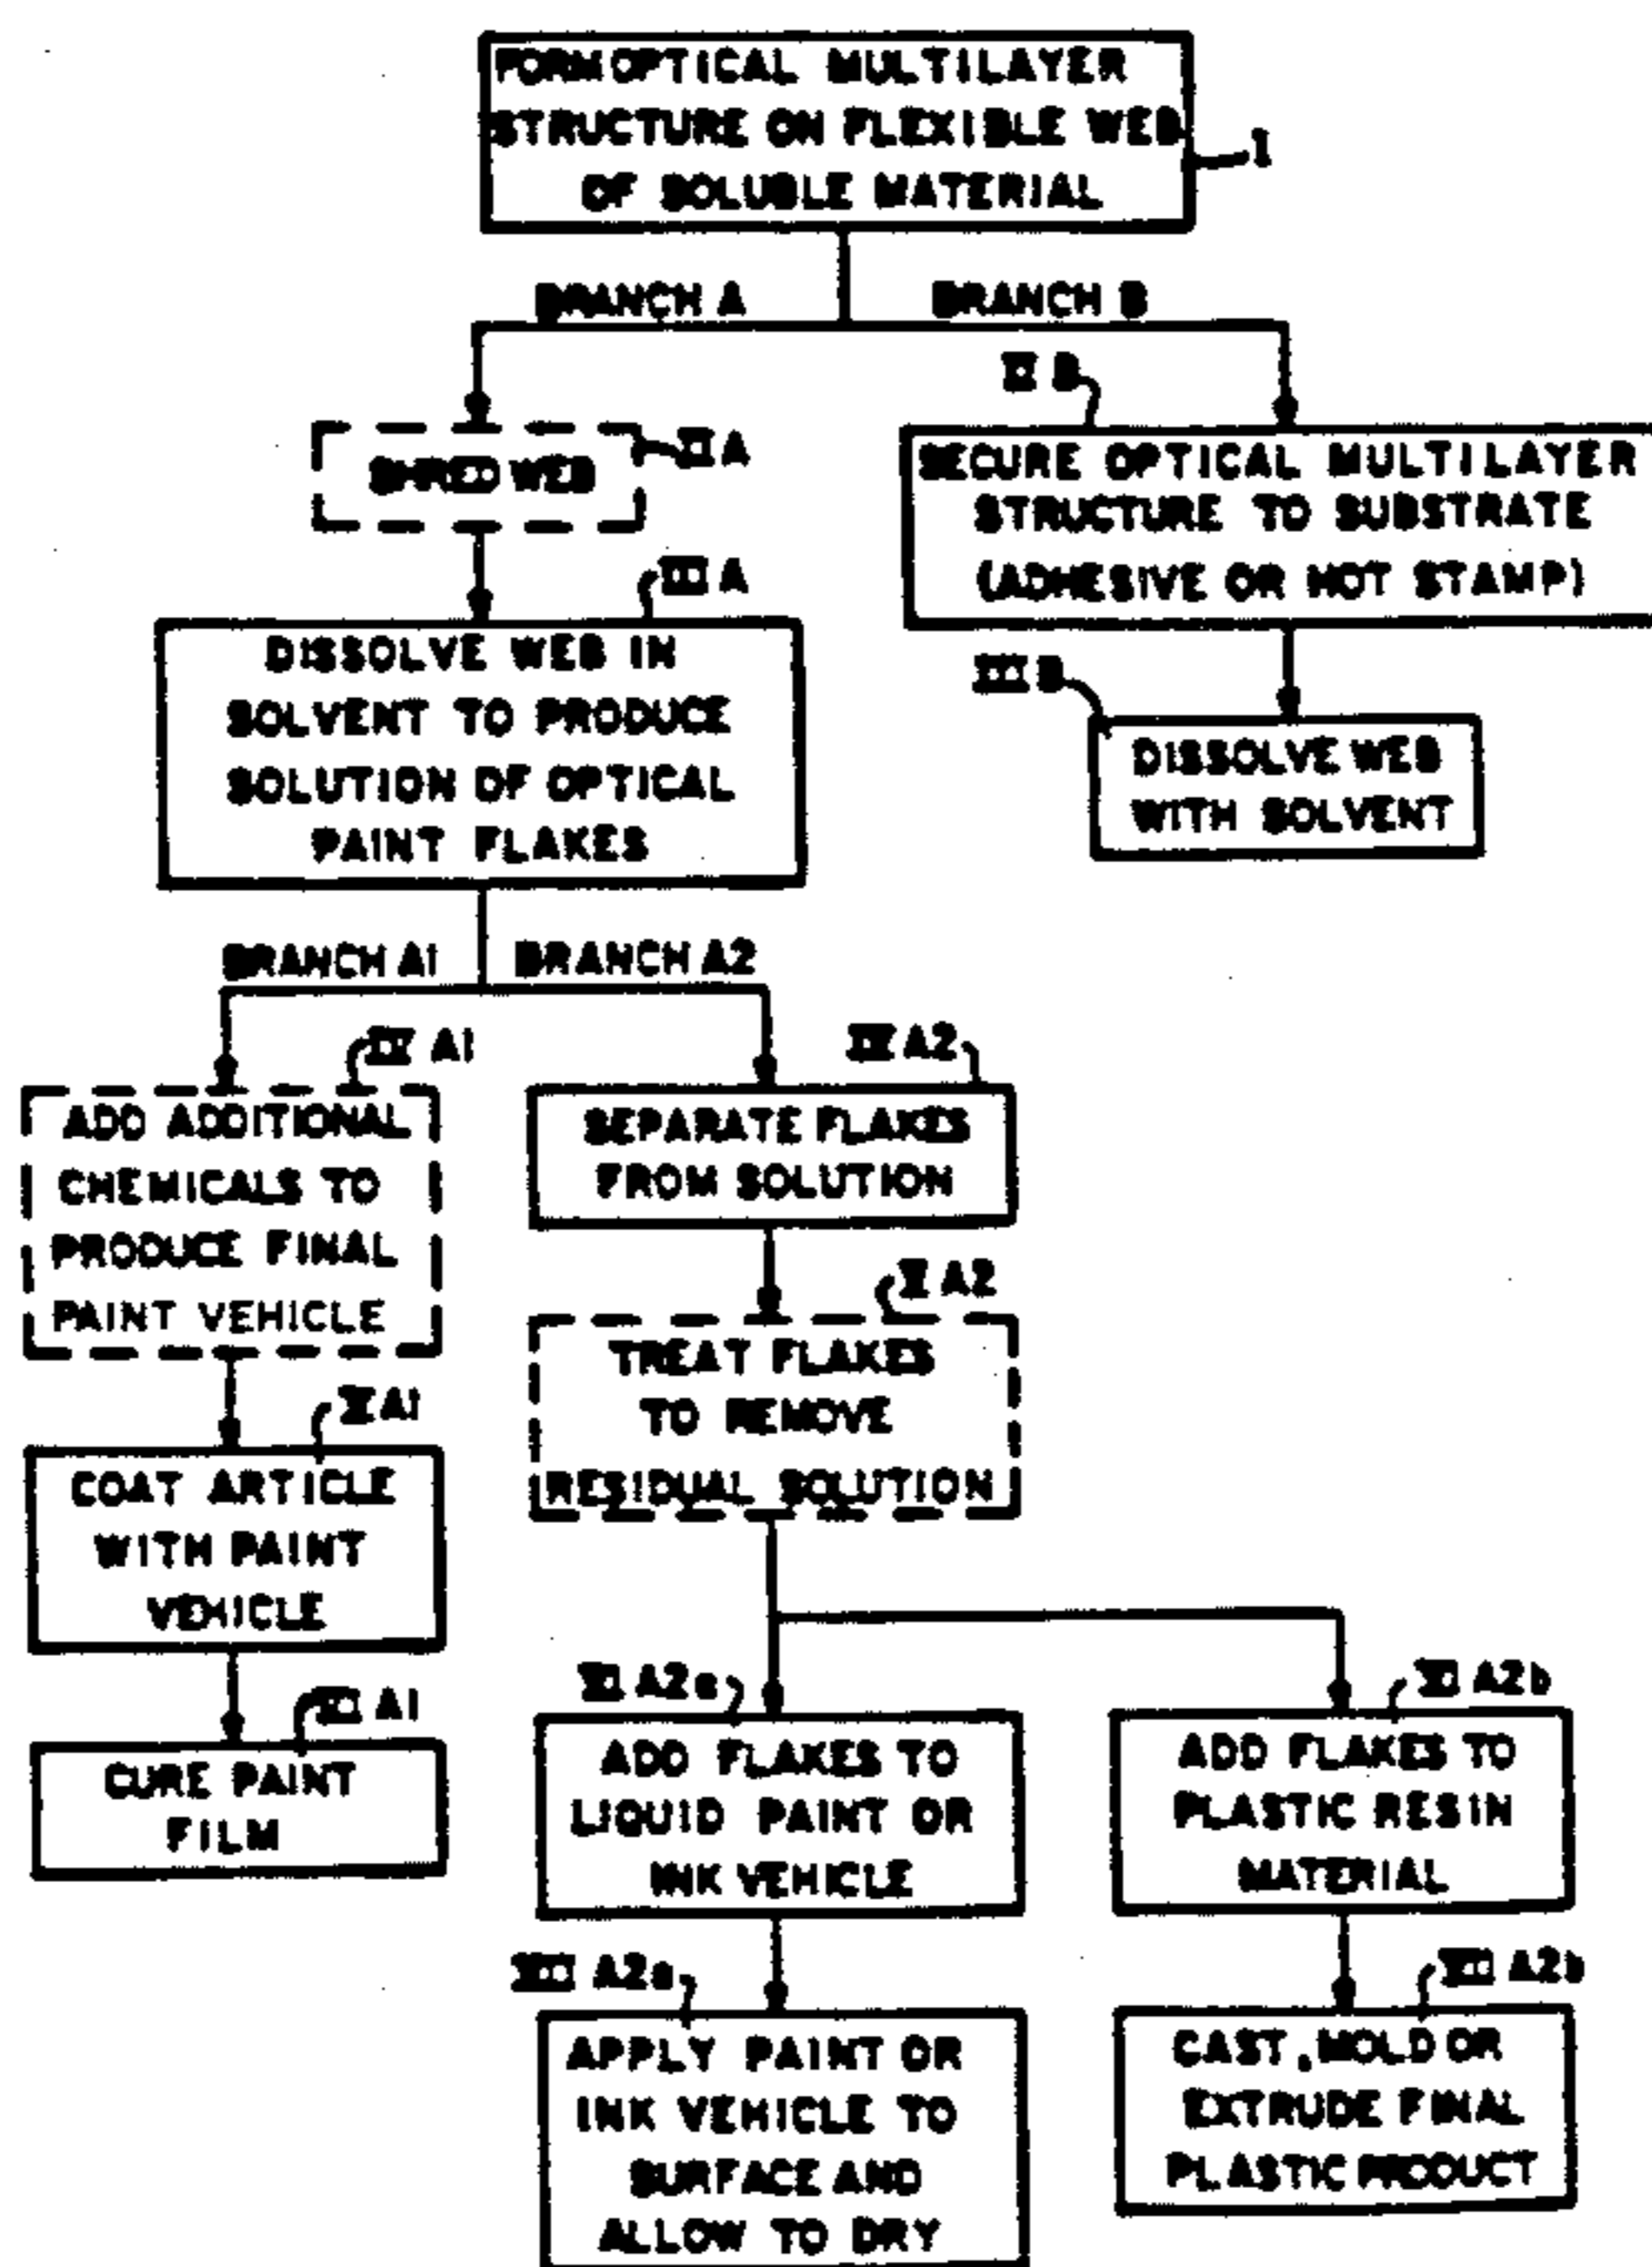 FORM OPTICAL MULTILAYER
STRUCTURE ON FLEXIBLE WEB
OF SOLUBLE MATERIAL
I
BRANCH A
BRANCH B
II A
SHRED WEB
II B
SECURE OPTICAL MULTILAYER
STRUCTURE TO SUBSTRATE
(ADHESIVE OR HOT STAMP)
III A
DISSOLVE WEB IN
SOLVENT TO PRODUCE
SOLUTION OF OPTICAL
PAINT FLAKES
III B
DISSOLVE WEB
WITH SOLVENT
BRANCH A1
BRANCH A2
IV A1
ADD ADDITIONAL
CHEMICALS TO
PRODUCE FINAL
PAINT VEHICLE
IV A2
SEPARATE FLAKES
FROM SOLUTION
V A2
TREAT FLAKES
TO REMOVE
RESIDUAL SOLUTION
V A1
COAT ARTICLE
WITH PAINT
VEHICLE
VI A1
CURE PAINT
FILM
VI A2a
ADD FLAKES TO
LIQUID PAINT OR
INK VEHICLE
VI A2b
ADD FLAKES TO
PLASTIC RESIN
MATERIAL
VII A2a
APPLY PAINT OR
INK VEHICLE TO
SURFACE AND
ALLOW TO DRY
VII A2b
CAST, MOLD OR
EXTRUDE FINAL
PLASTIC PRODUCT